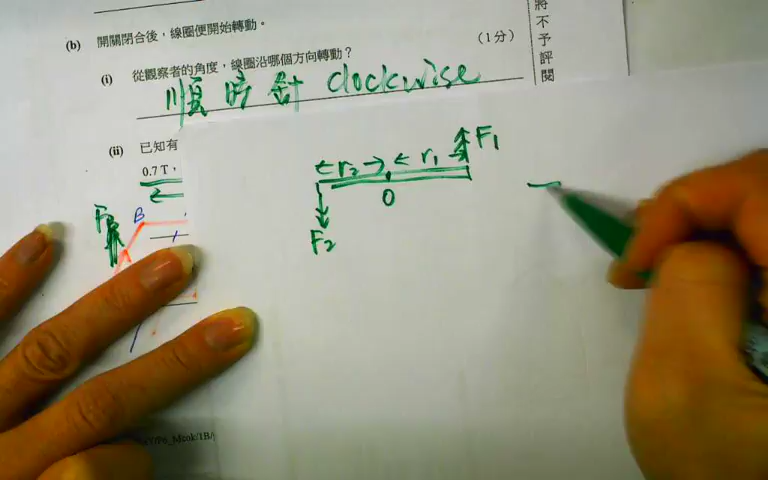 (b) 開關閉合後，線圈便開始轉動。
(i) 從觀察者的角度，線圈沿哪個方向轉動？ (1分)
順時針 clockwise
(ii) 已知有
0.7 T，
將不予評閱
F1
r2 r1
0
F2
F
B